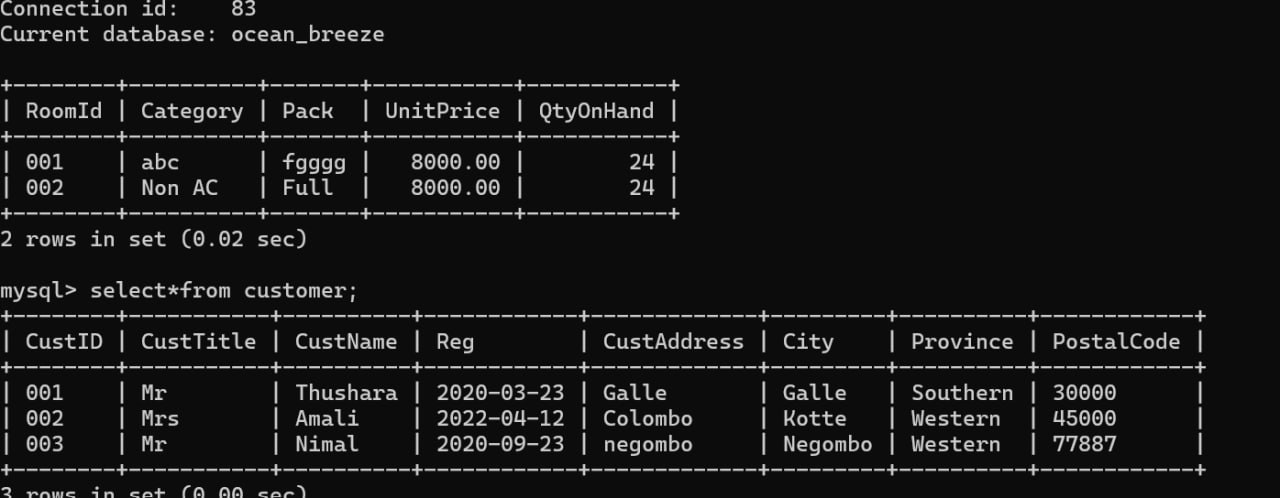 Connection id:    83
Current database: ocean_breeze
+--------+----------+-------+-----------+-----------+
| RoomId | Category | Pack  | UnitPrice | QtyOnHand |
+--------+----------+-------+-----------+-----------+
| 001    | abc      | fgggg |   8000.00 |        24 |
| 002    | Non AC   | Full  |   8000.00 |        24 |
+--------+----------+-------+-----------+-----------+
2 rows in set (0.02 sec)
mysql> select*from customer;
+--------+-----------+----------+------------+-------------+---------+----------+------------+
| CustID | CustTitle | CustName | Reg        | CustAddress | City    | Province | PostalCode |
+--------+-----------+----------+------------+-------------+---------+----------+------------+
| 001    | Mr        | Thushara | 2020-03-23 | Galle       | Galle   | Southern | 30000      |
| 002    | Mrs       | Amali    | 2022-04-12 | Colombo     | Kotte   | Western  | 45000      |
| 003    | Mr        | Nimal    | 2020-09-23 | negombo     | Negombo | Western  | 77887      |
+--------+-----------+----------+------------+-------------+---------+----------+------------+
3 rows in set (0.00 sec)